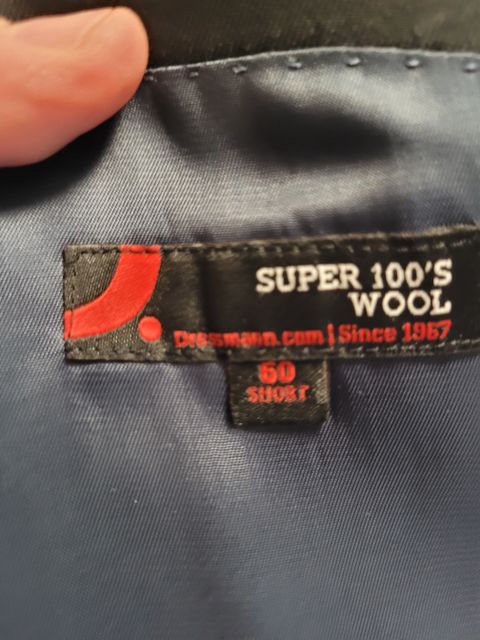 SUPER 100'S
WOOL
Dressmann.com | Since 1967
60
SHORT